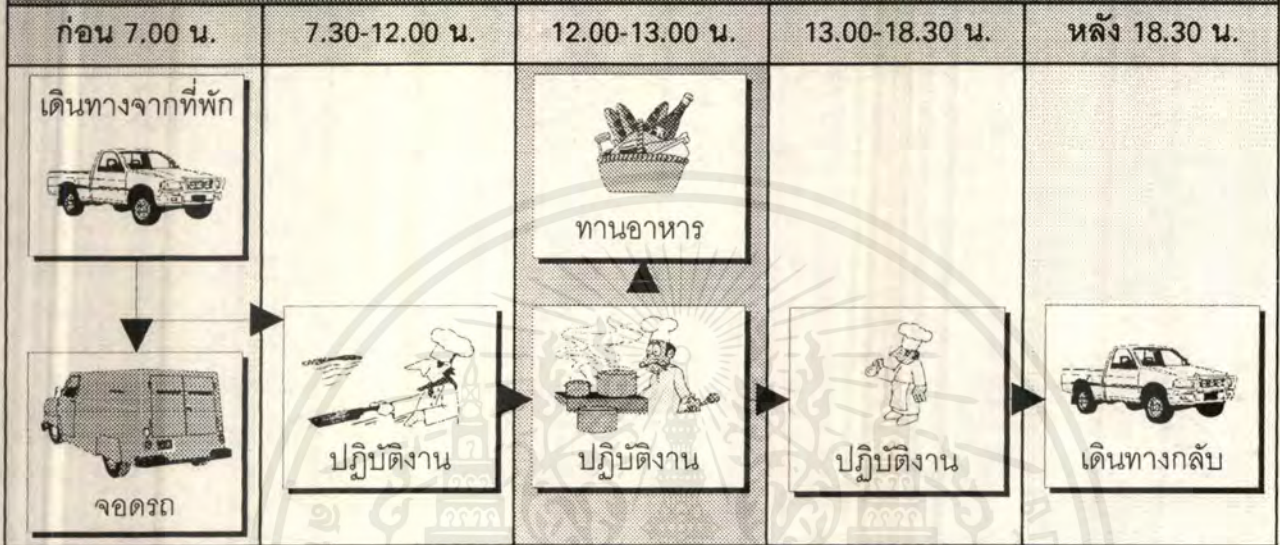 ก่อน 7.00 น.
7.30-12.00 น.
12.00-13.00 น.
13.00-18.30 น.
หลัง 18.30 น.
เดินทางจากที่พัก
ทานอาหาร
จอดรถ
ปฏิบัติงาน
ปฏิบัติงาน
ปฏิบัติงาน
เดินทางกลับ